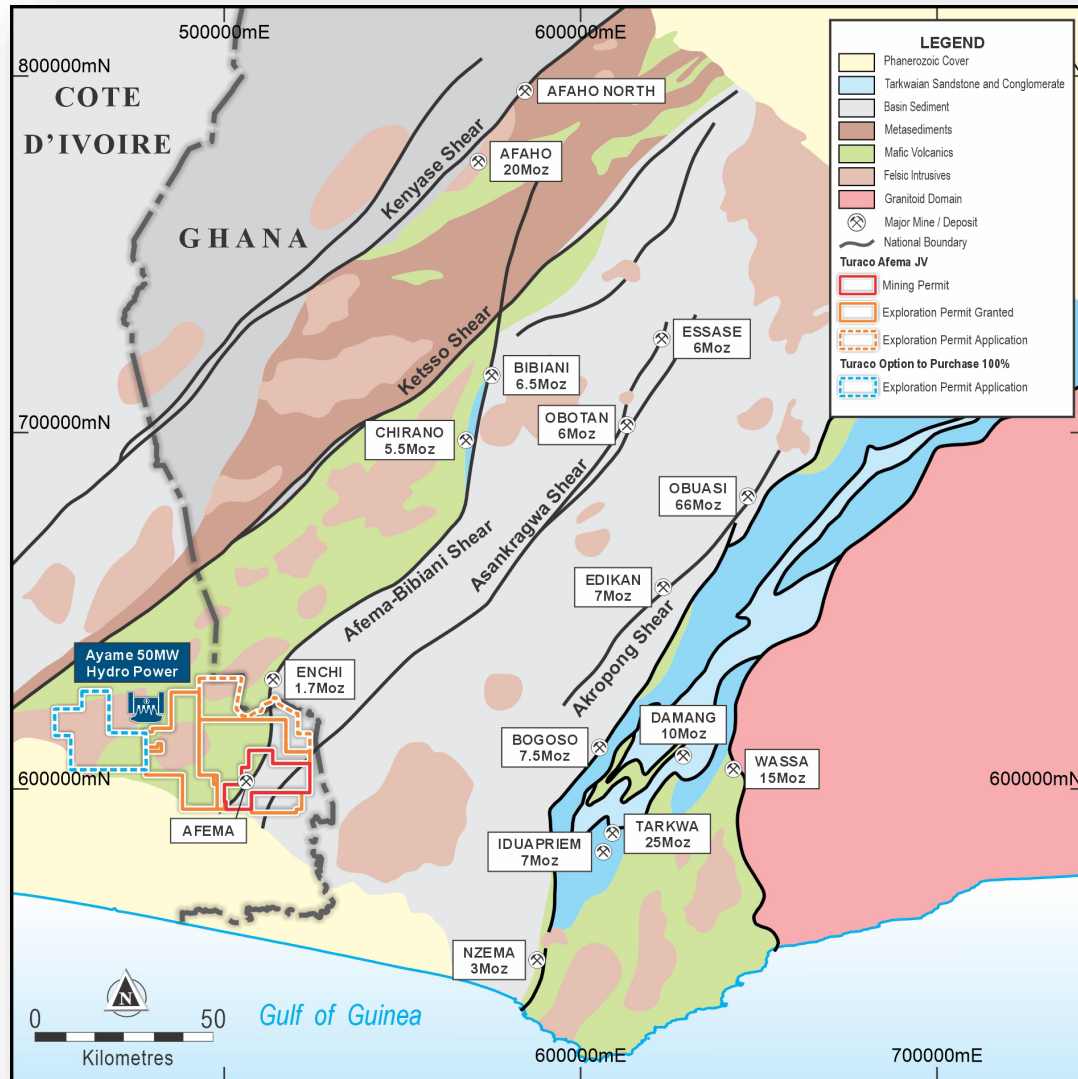 500000mE
600000mE
800000mN
COTE
D'IVOIRE
GHANA
Kenyase Shear
AFAHO NORTH
AFAHO
20Moz
LEGEND
Phanerozoic Cover
Tarkwaian Sandstone and Conglomerate
Basin Sediment
Metasediments
Mafic Volcanics
Felsic Intrusives
Granitoid Domain
Major Mine / Deposit
National Boundary
Turaco Afema JV
Mining Permit
Exploration Permit Granted
Exploration Permit Application
Turaco Option to Purchase 100%
Exploration Permit Application
Ketsso Shear
ESSASE
6Moz
BIBIANI
6.5Moz
OBOTAN
6Moz
700000mN
CHIRANO
5.5Moz
OBUASI
66Moz
Afema-Bibiani Shear
Asankragwa Shear
EDIKAN
7Moz
Akropong Shear
Ayame 50MW
Hydro Power
ENCHI
1.7Moz
DAMANG
10Moz
BOGOSO
7.5Moz
WASSA
15Moz
600000mN
600000mN
AFEMA
TARKWA
25Moz
IDUAPRIEM
7Moz
NZEMA
3Moz
N
0 50
Kilometres
Gulf of Guinea
600000mE
700000mE